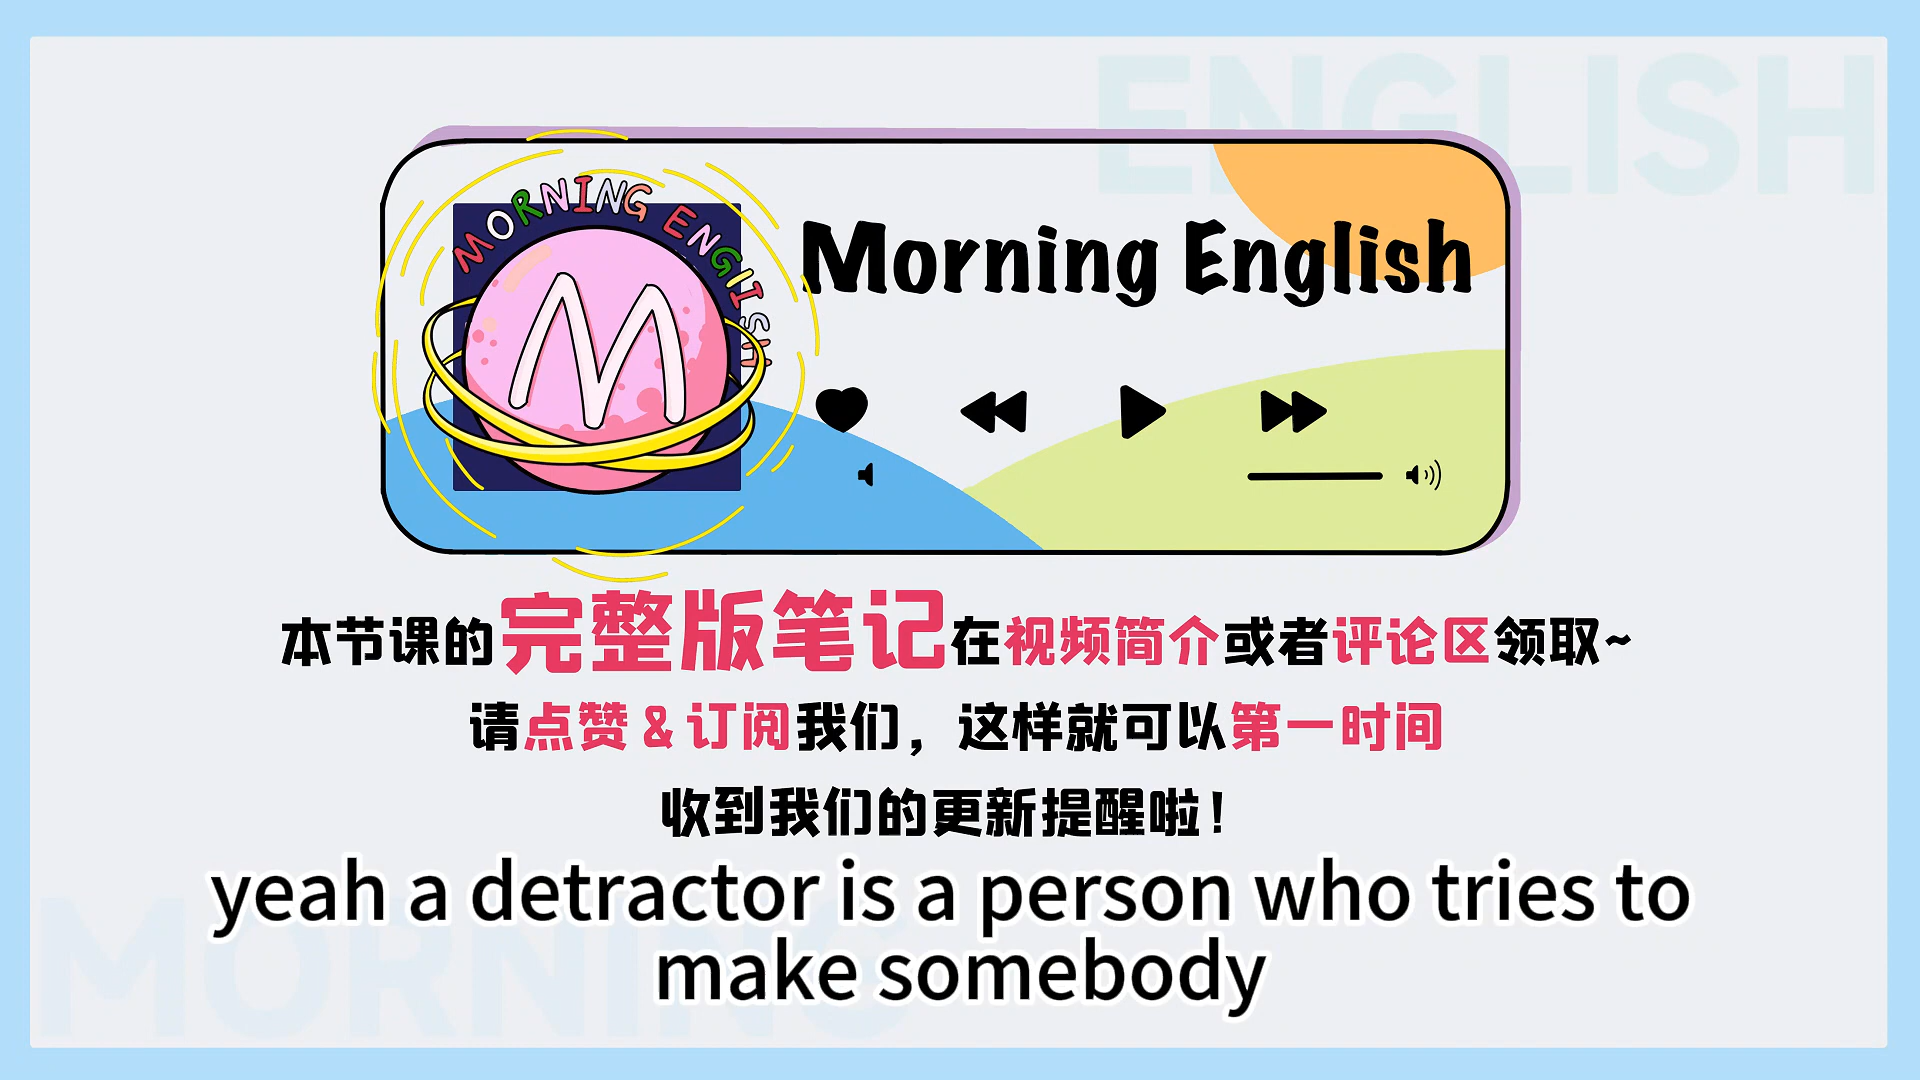 ENGLISH
MORNING ENGLISH
M
Morning English
本节课的完整版笔记在视频简介或者评论区领取~
请点赞&订阅我们，这样就可以第一时间
收到我们的更新提醒啦！
yeah a detractor is a person who tries to
make somebody
MORNING